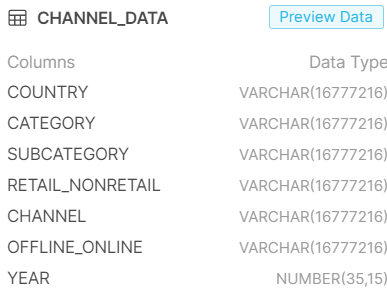 CHANNEL_DATA Preview Data
Columns Data Type
COUNTRY VARCHAR(16777216)
CATEGORY VARCHAR(16777216)
SUBCATEGORY VARCHAR(16777216)
RETAIL_NONRETAIL VARCHAR(16777216)
CHANNEL VARCHAR(16777216)
OFFLINE_ONLINE VARCHAR(16777216)
YEAR NUMBER(35,15)